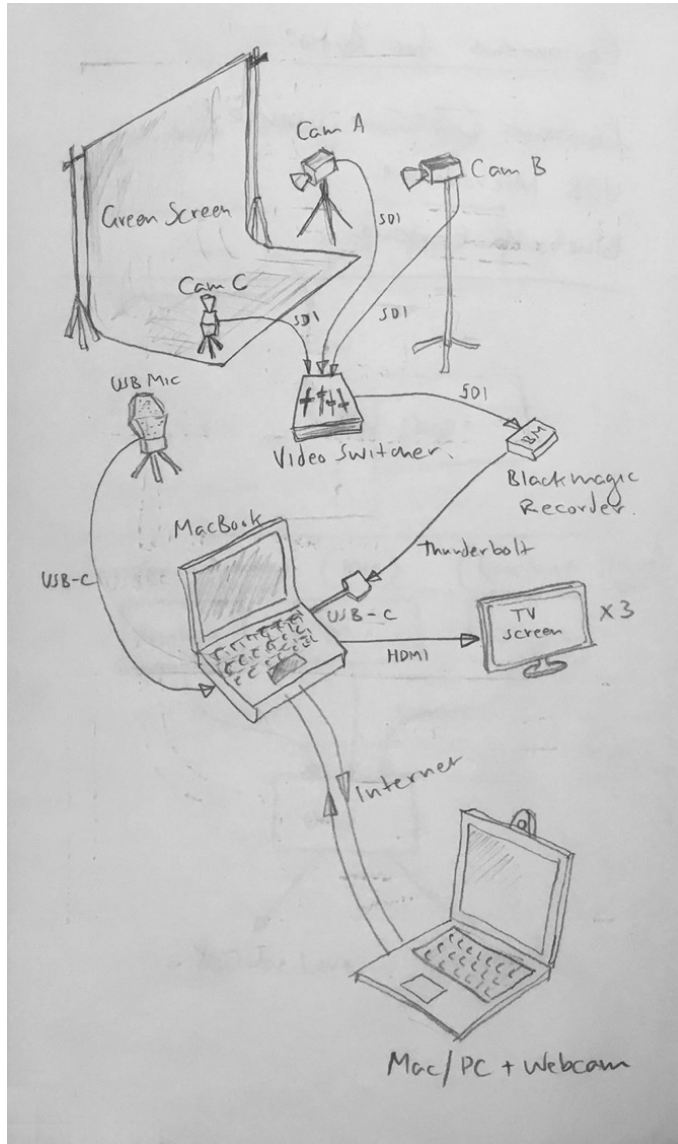 Cam A
Cam B
Green Screen
SDI
Cam C
SDI
SDI
USB Mic
SDI
BM
Video Switcher.
Blackmagic
Recorder.
MacBook
Thunderbolt
USB-C
USB-C
TV
screen
x3
HDMI
Internet
Mac/PC + Webcam